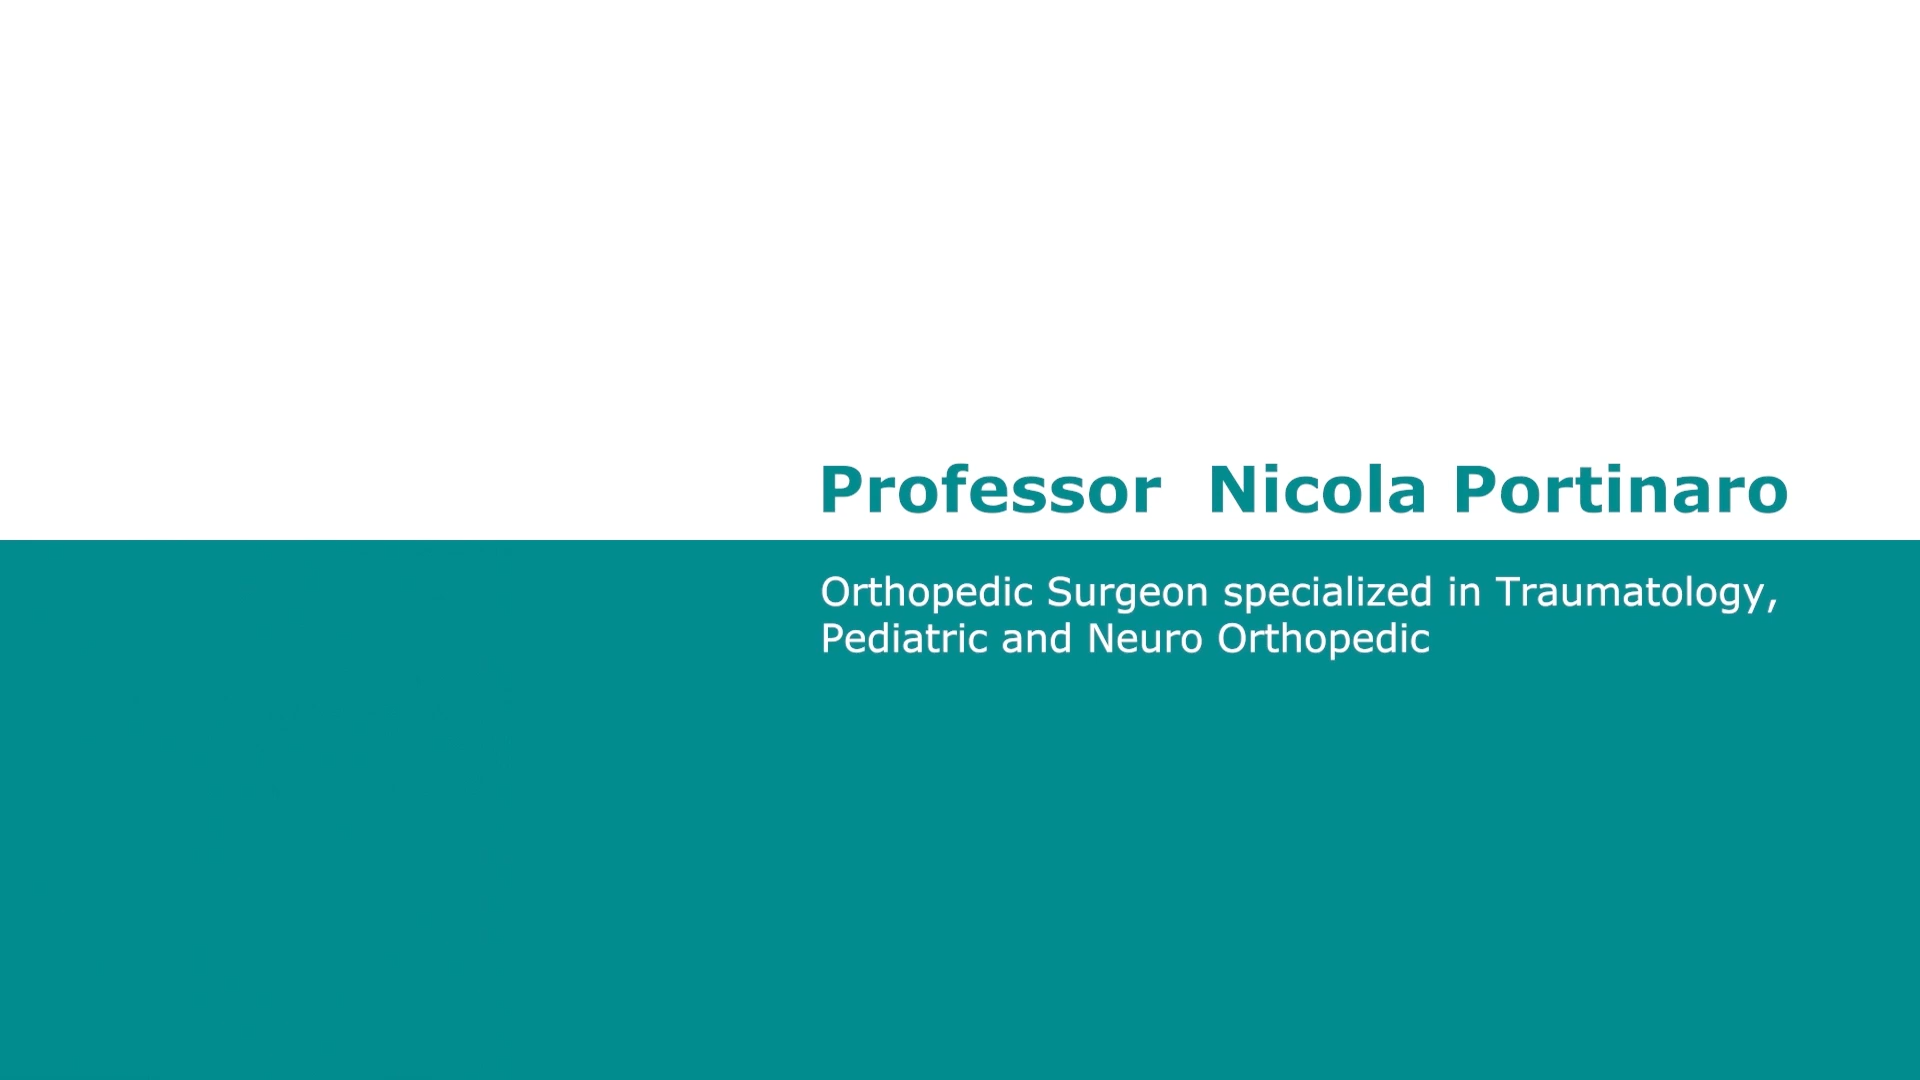 Professor  Nicola Portinaro
Orthopedic Surgeon specialized in Traumatology,
Pediatric and Neuro Orthopedic